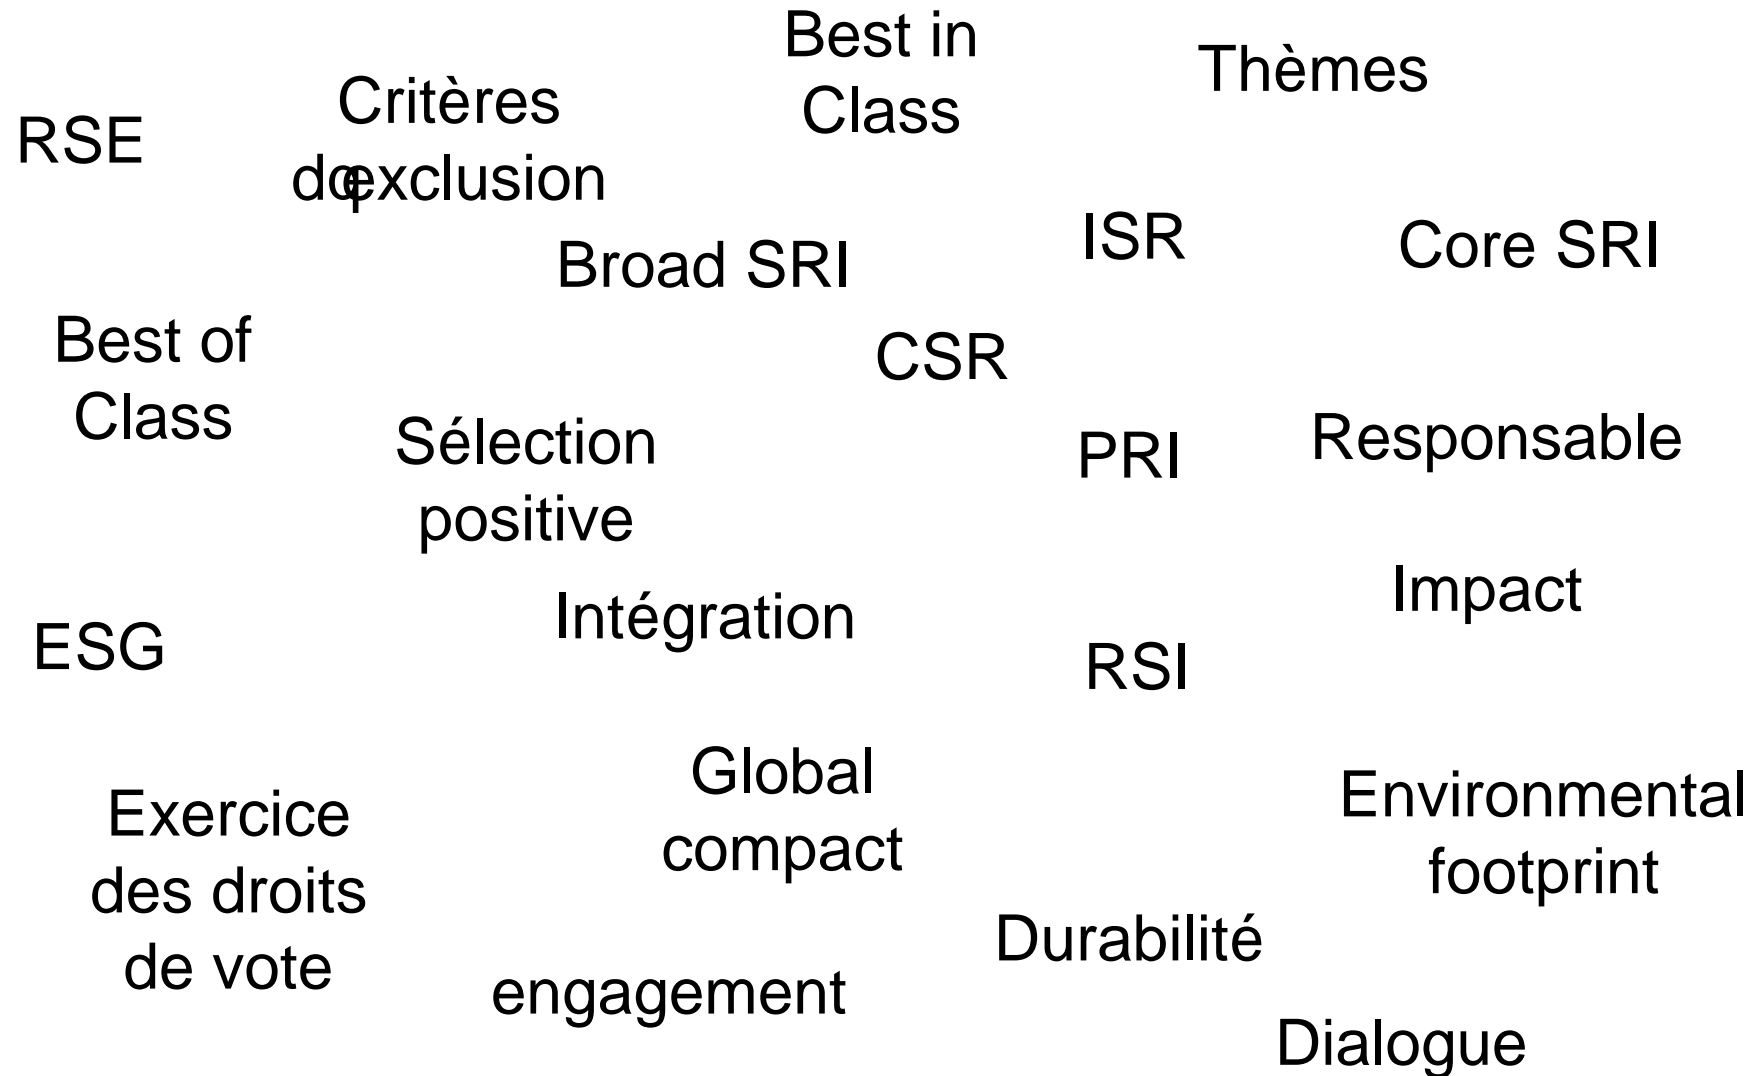 Best in
Class
Thèmes
Critères
dqexclusion
RSE
ISR
Core SRI
Broad SRI
Best of
Class
CSR
Sélection
positive
PRI
Responsable
Impact
Intégration
ESG
RSI
Global
compact
Environmental
footprint
Exercice
des droits
de vote
Durabilité
engagement
Dialogue